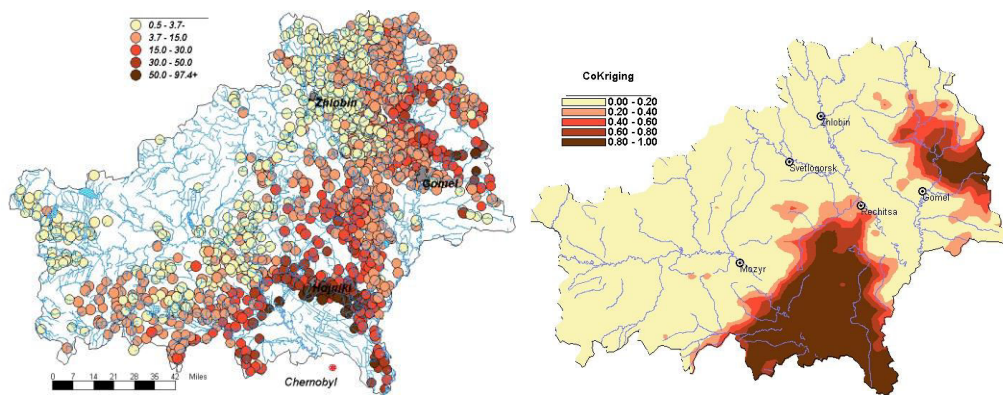 0.5 - 3.7-
3.7 - 15.0
15.0 - 30.0
30.0 - 50.0
50.0 - 97.4+
Zhlobin
Gomel
Hojniki
Chernobyl
0 7 14 21 28 35 42 Miles
CoKriging
0.00 - 0.20
0.20 - 0.40
0.40 - 0.60
0.60 - 0.80
0.80 - 1.00
Zhlobin
Svetlogorsk
Gomel
Rechitsa
Mozyr